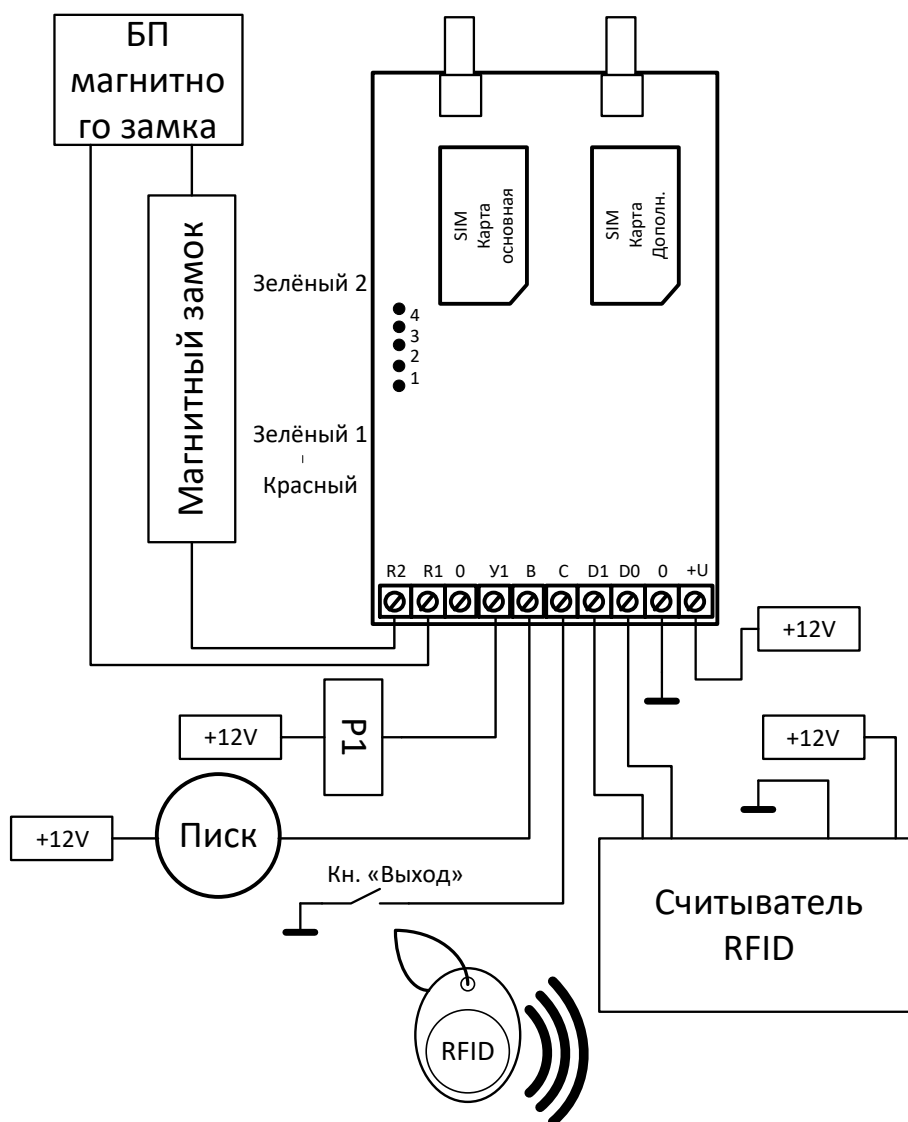 БП
магнитно
го замка
Магнитный замок
SIM
Карта
основная
SIM
Карта
Дополн.
Зелёный 2
4
3
2
1
Зелёный 1
Красный
R2 R1 0 У1 В С D1 D0 0 +U
+12V
+12V
Р1
+12V
+12V
Писк
Кн. «Выход»
Считыватель
RFID
RFID